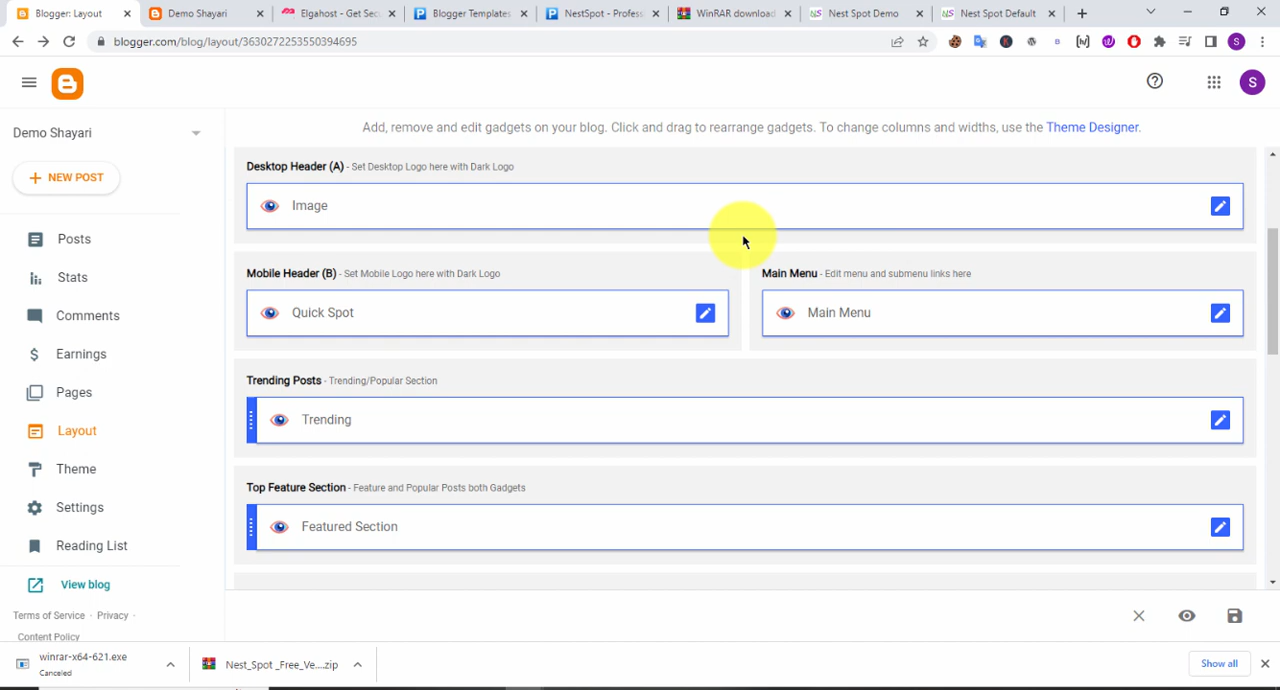 Blogger: Layout
Demo Shayari
Elgahost - Get Sec
Blogger Templates
NestSpot - Profess
WinRAR download
Nest Spot Demo
Nest Spot Default
blogger.com/blog/layout/3630272253550394695
S
S
Demo Shayari
NEW POST
Posts
Stats
Comments
Earnings
Pages
Layout
Theme
Settings
Reading List
View blog
Terms of Service · Privacy ·
Content Policy
Add, remove and edit gadgets on your blog. Click and drag to rearrange gadgets. To change columns and widths, use the Theme Designer.
Desktop Header (A) - Set Desktop Logo here with Dark Logo
Image
Mobile Header (B) - Set Mobile Logo here with Dark Logo
Quick Spot
Main Menu - Edit menu and submenu links here
Main Menu
Trending Posts - Trending/Popular Section
Trending
Top Feature Section - Feature and Popular Posts both Gadgets
Featured Section
winrar-x64-621.exe
Canceled
Nest_Spot _Free_Ve....zip
Show all